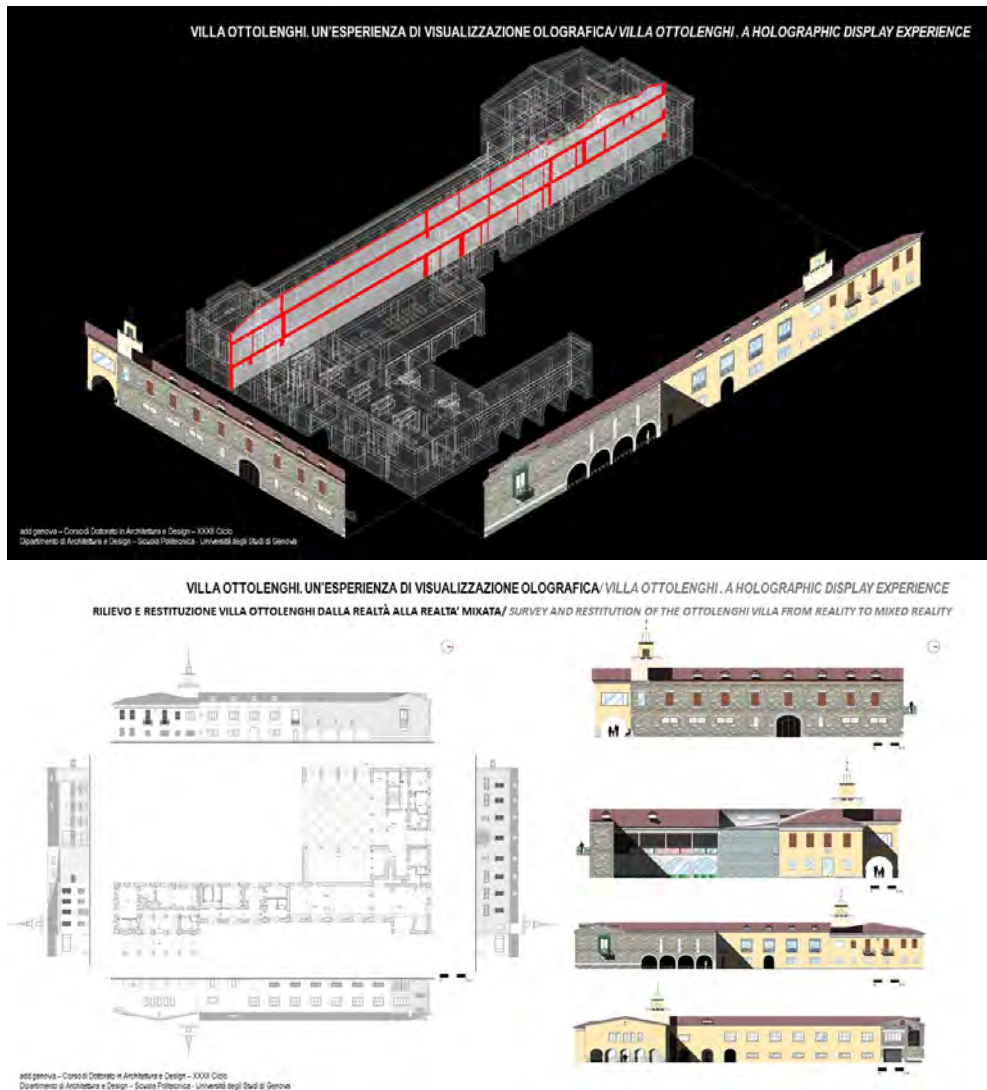 VILLA OTTOLENGHI. UN'ESPERIENZA DI VISUALIZZAZIONE OLOGRAFICA/ VILLA OTTOLENGHI . A HOLOGRAPHIC DISPLAY EXPERIENCE
add genova – Corso di Dottorato in Architettura e Design – XXXII Ciclo
Dipartimento di Architettura e Design – Scuola Politecnica - Università degli Studi di Genova
VILLA OTTOLENGHI. UN'ESPERIENZA DI VISUALIZZAZIONE OLOGRAFICA/ VILLA OTTOLENGHI . A HOLOGRAPHIC DISPLAY EXPERIENCE
RILIEVO E RESTITUZIONE VILLA OTTOLENGHI DALLA REALTÀ ALLA REALTA' MIXATA/ SURVEY AND RESTITUTION OF THE OTTOLENGHI VILLA FROM REALITY TO MIXED REALITY
add genova – Corso di Dottorato in Architettura e Design – XXXII Ciclo
Dipartimento di Architettura e Design – Scuola Politecnica - Università degli Studi di Genova